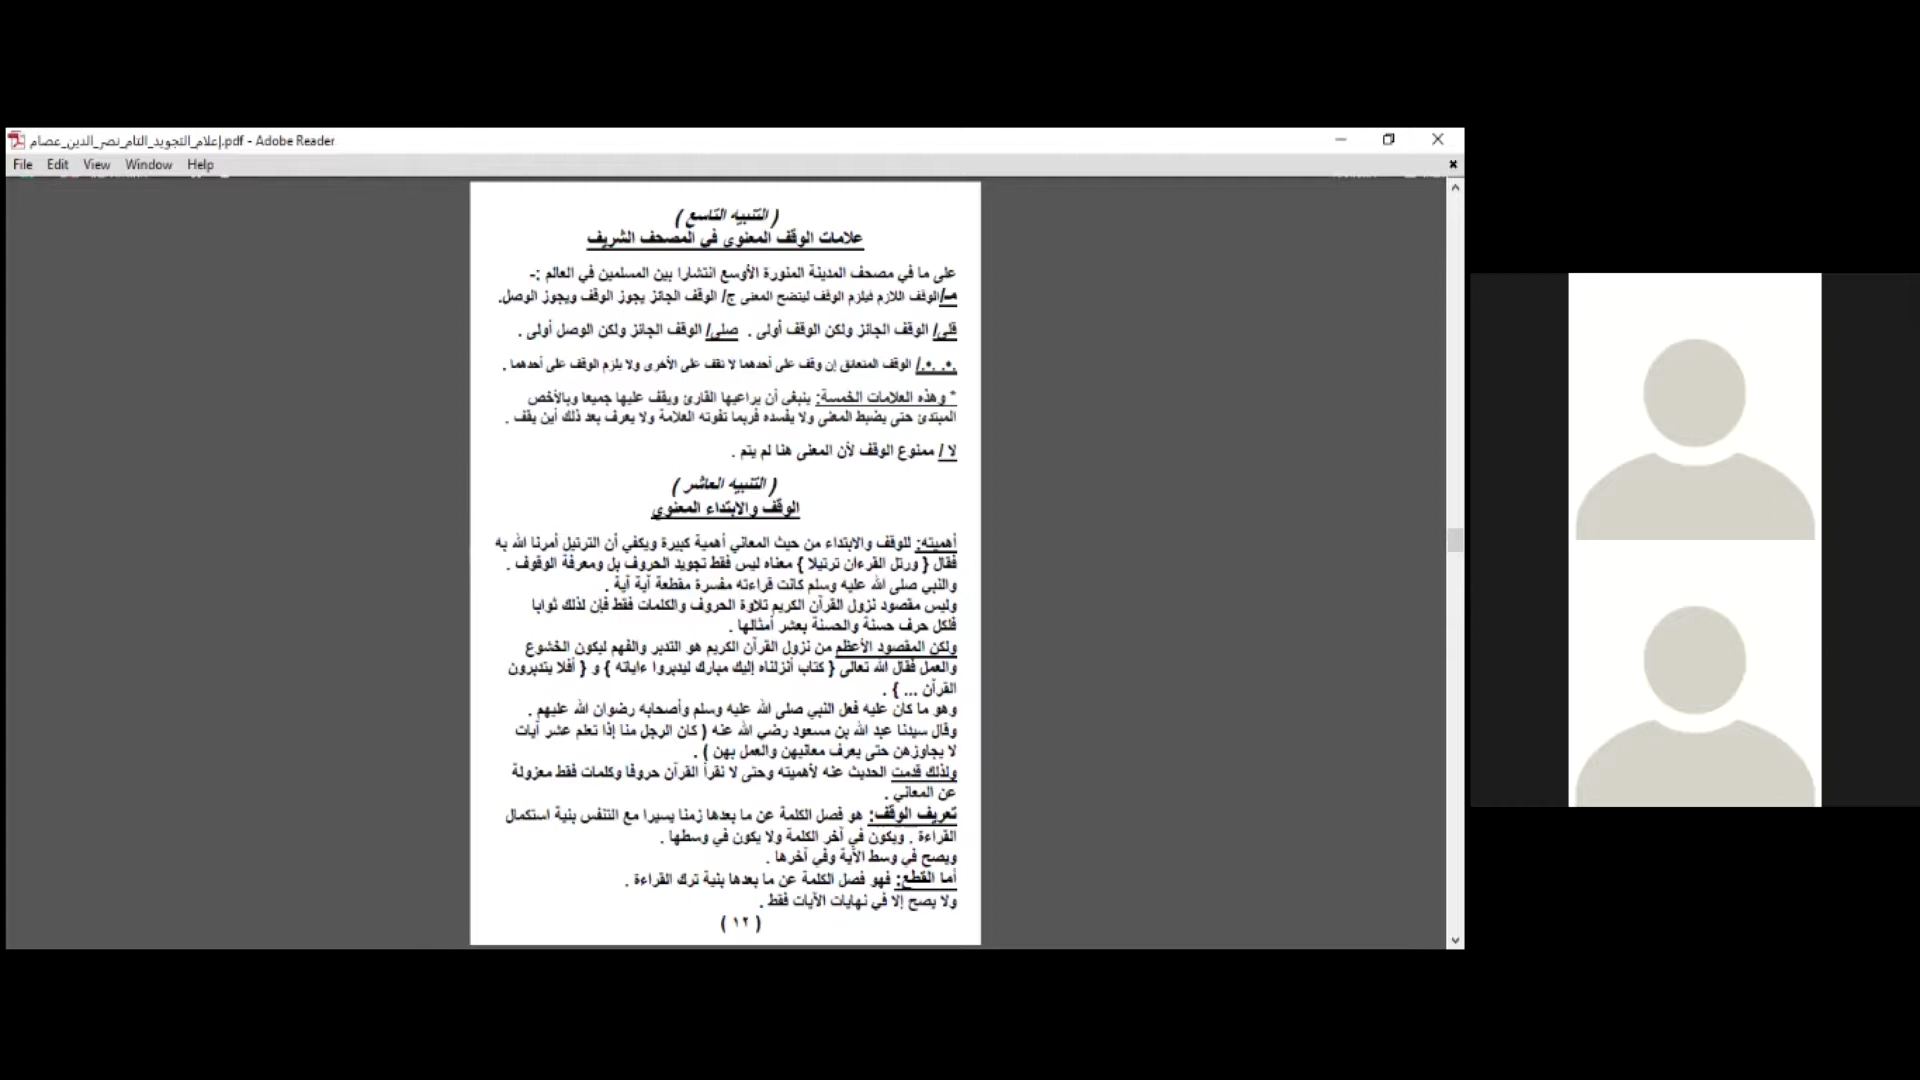 إعلام_التجويد_التام_نصر_الدين_عصام.pdf - Adobe Reader
File Edit View Window Help
( التنبيه التاسع )
علامات الوقف المعنوي في المصحف الشريف
على ما في مصحف المدينة المنورة الأوسع انتشارا بين المسلمين في العالم :-
مـ/الوقف اللازم فيلزم الوقف ليتضح المعنى ج/ الوقف الجائز يجوز الوقف ويجوز الوصل.
قلى/ الوقف الجائز ولكن الوقف أولى . صلى/ الوقف الجائز ولكن الوصل أولى .
.•. .•./ الوقف المتعانق إن وقف على أحدهما لا نقف على الأخرى ولا يلزم الوقف على أحدهما .
* وهذه العلامات الخمسة: ينبغي أن يراعيها القارئ ويقف عليها جميعا وبالأخص
المبتدئ حتى يضبط المعنى ولا يفسده فربما تفوته العلامة ولا يعرف بعد ذلك أين يقف .
لا / ممنوع الوقف لأن المعنى هنا لم يتم .
( التنبيه العاشر )
الوقف والابتداء المعنوي
أهميته: للوقف والابتداء من حيث المعاني أهمية كبيرة ويكفي أن الترتيل أمرنا الله به
فقال { ورتل القرءان ترتيلا } معناه ليس فقط تجويد الحروف بل ومعرفة الوقوف .
والنبي صلى الله عليه وسلم كانت قراءته مفسرة مقطعة آية آية .
وليس مقصود نزول القرآن الكريم تلاوة الحروف والكلمات فقط فإن لذلك ثوابا
فلكل حرف حسنة والحسنة بعشر أمثالها .
ولكن المقصود الأعظم من نزول القرآن الكريم هو التدبر والفهم ليكون الخشوع
والعمل فقال الله تعالى { كتاب أنزلناه إليك مبارك ليدبروا ءاياته } و { أفلا يتدبرون
القرآن ... } .
وهو ما كان عليه فعل النبي صلى الله عليه وسلم وأصحابه رضوان الله عليهم .
وقال سيدنا عبد الله بن مسعود رضي الله عنه ( كان الرجل منا إذا تعلم عشر آيات
لا يجاوزهن حتى يعرف معانيهن والعمل بهن ) .
ولذلك قدمت الحديث عنه لأهميته وحتى لا نقرأ القرآن حروفا وكلمات فقط معزولة
عن المعاني .
تعريف الوقف: هو فصل الكلمة عن ما بعدها زمنا يسيرا مع التنفس بنية استكمال
القراءة . ويكون في آخر الكلمة ولا يكون في وسطها .
ويصح في وسط الآية وفي آخرها .
أما القطع: فهو فصل الكلمة عن ما بعدها بنية ترك القراءة .
ولا يصح إلا في نهايات الآيات فقط .
( ١٢ )